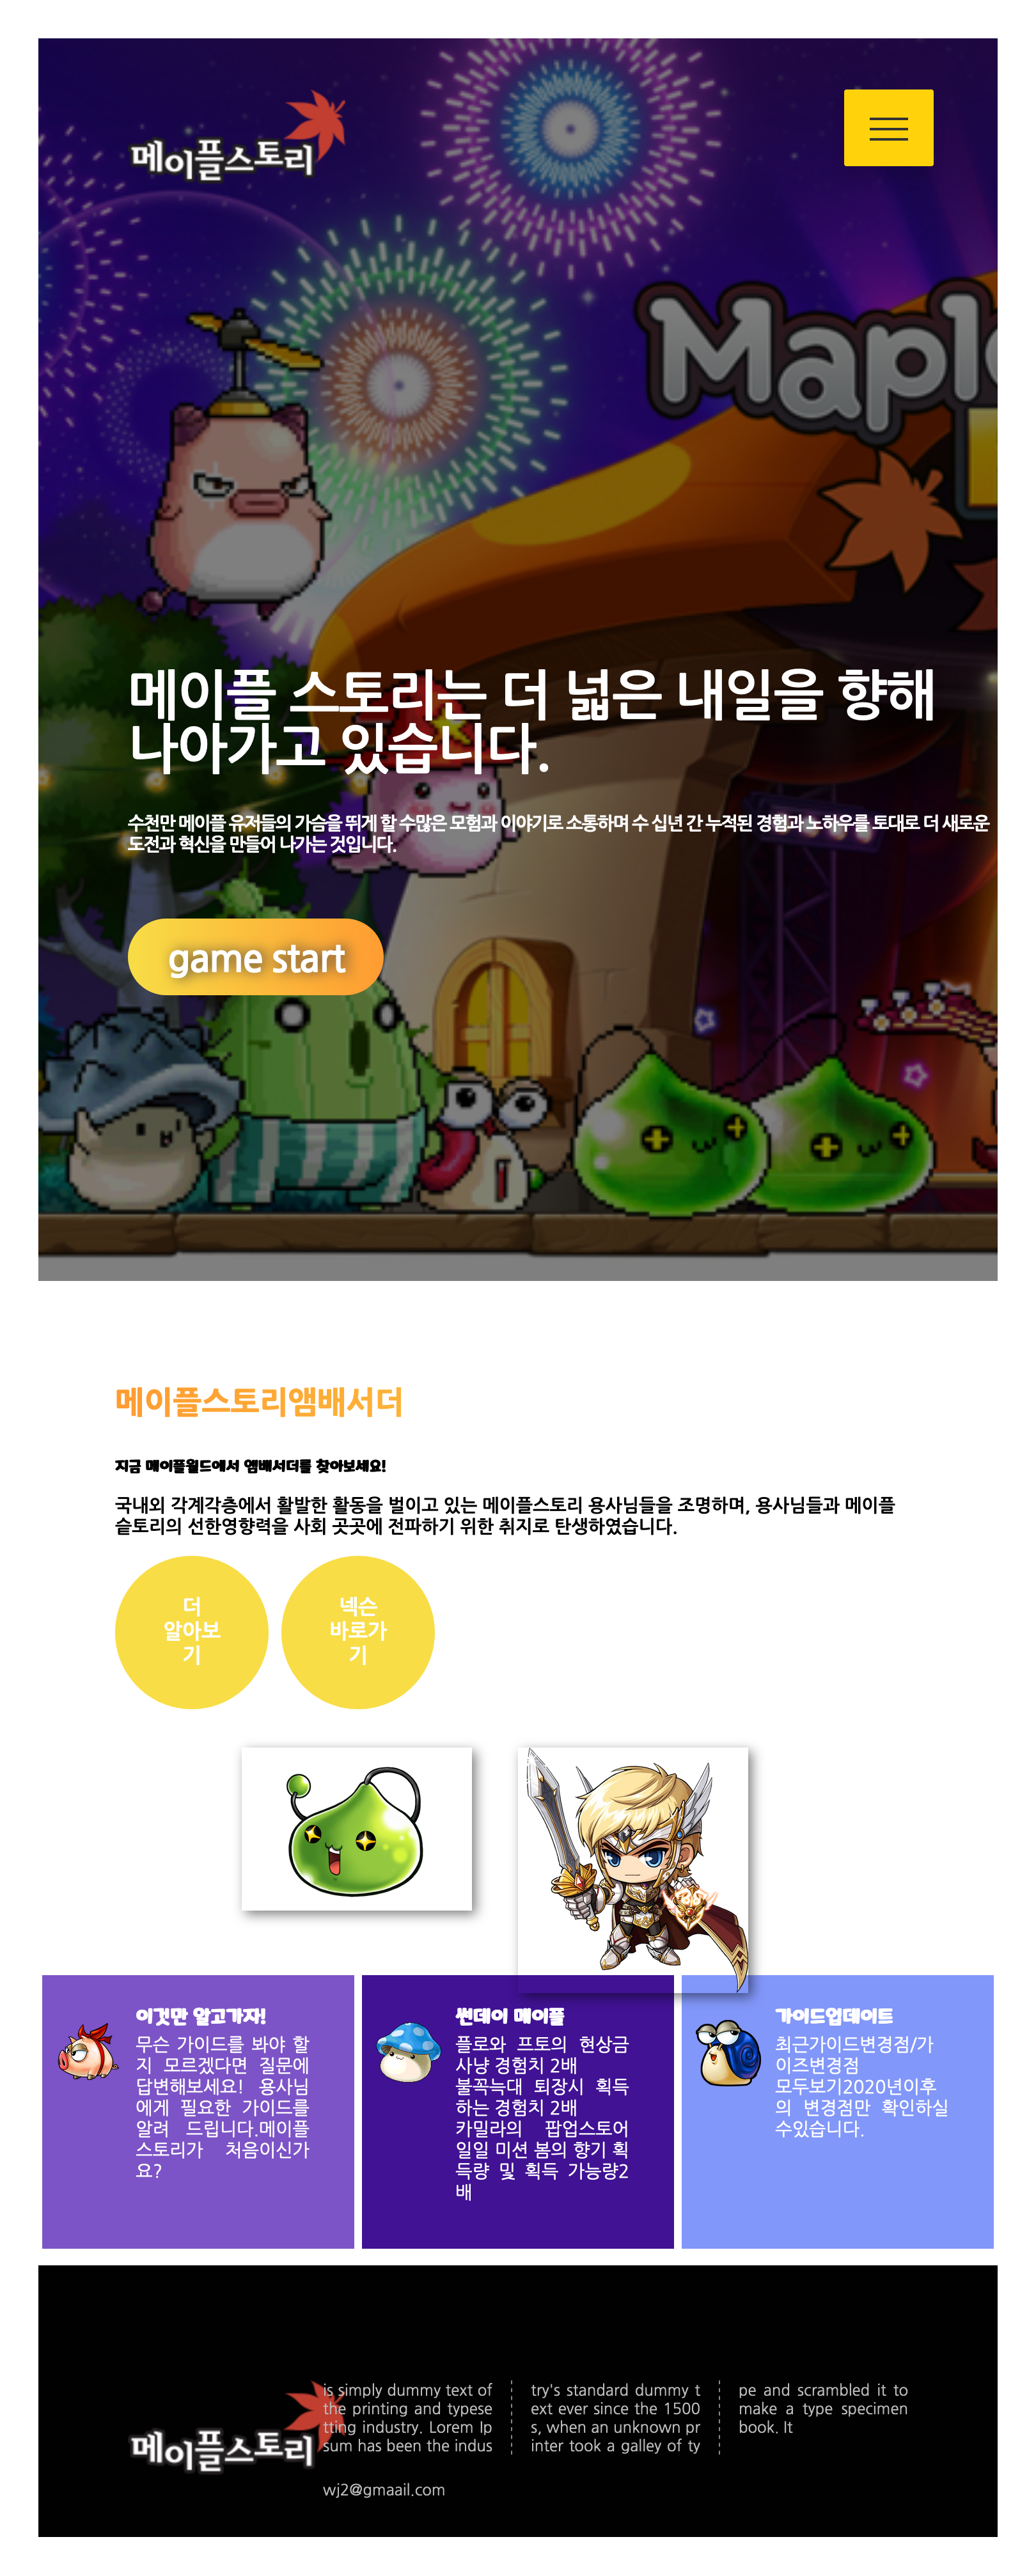 메이플스토리
Maple
메이플 스토리는 더 넓은 내일을 향해
나아가고 있습니다.
수천만 메이플 유저들의 가슴을 뛰게 할 수많은 모험과 이야기로 소통하며 수 십년 간 누적된 경험과 노하우를 토대로 더 새로운
도전과 혁신을 만들어 나가는 것입니다.
game start
메이플스토리앰배서더
지금 메이플월드에서 앰배서더를 찾아보세요!
국내외 각계각층에서 활발한 활동을 벌이고 있는 메이플스토리 용사님들을 조명하며, 용사님들과 메이플
슽토리의 선한영향력을 사회 곳곳에 전파하기 위한 취지로 탄생하였습니다.
더
알아보
기
넥슨
바로가
기
이것만 알고가자!
무슨 가이드를 봐야 할
지 모르겠다면 질문에
답변해보세요! 용사님
에게 필요한 가이드를
알려 드립니다.메이플
스토리가 처음이신가
요?
썬데이 메이플
플로와 프토의 현상금
사냥 경험치 2배
불꼭늑대 퇴장시 획득
하는 경험치 2배
카밀라의 팝업스토어
일일 미션 봄의 향기 획
득량 및 획득 가능량2
배
가이드업데이트
최근가이드변경점/가
이즈변경점
모두보기2020년이후
의 변경점만 확인하실
수있습니다.
메이플스토리
is simply dummy text of
the printing and typese
tting industry. Lorem Ip
sum has been the indus
try's standard dummy t
ext ever since the 1500
s, when an unknown pr
inter took a galley of ty
pe and scrambled it to
make a type specimen
book. It
wj2@gmaail.com